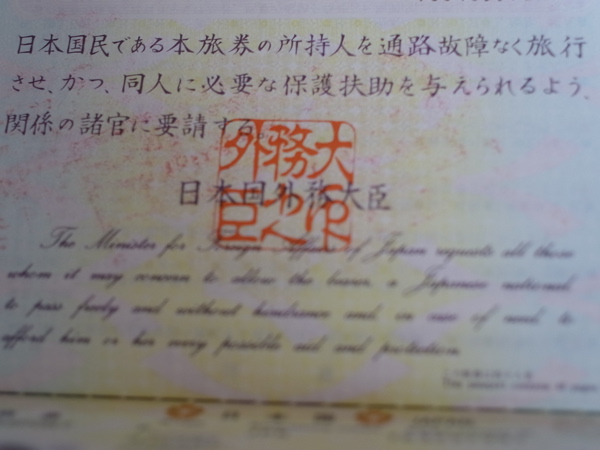 日本国民である本旅券の所持人を通路故障なく旅行
させ、かつ、同人に必要な保護扶助を与えられるよう、
関係の諸官に要請する。
外務大臣
日本国外務大臣
The Minister for Foreign Affairs of Japan requests all those
whom it may concern to allow the bearer, a Japanese national,
to pass freely and without hindrance and, in case of need, to
afford him or her every possible aid and protection.